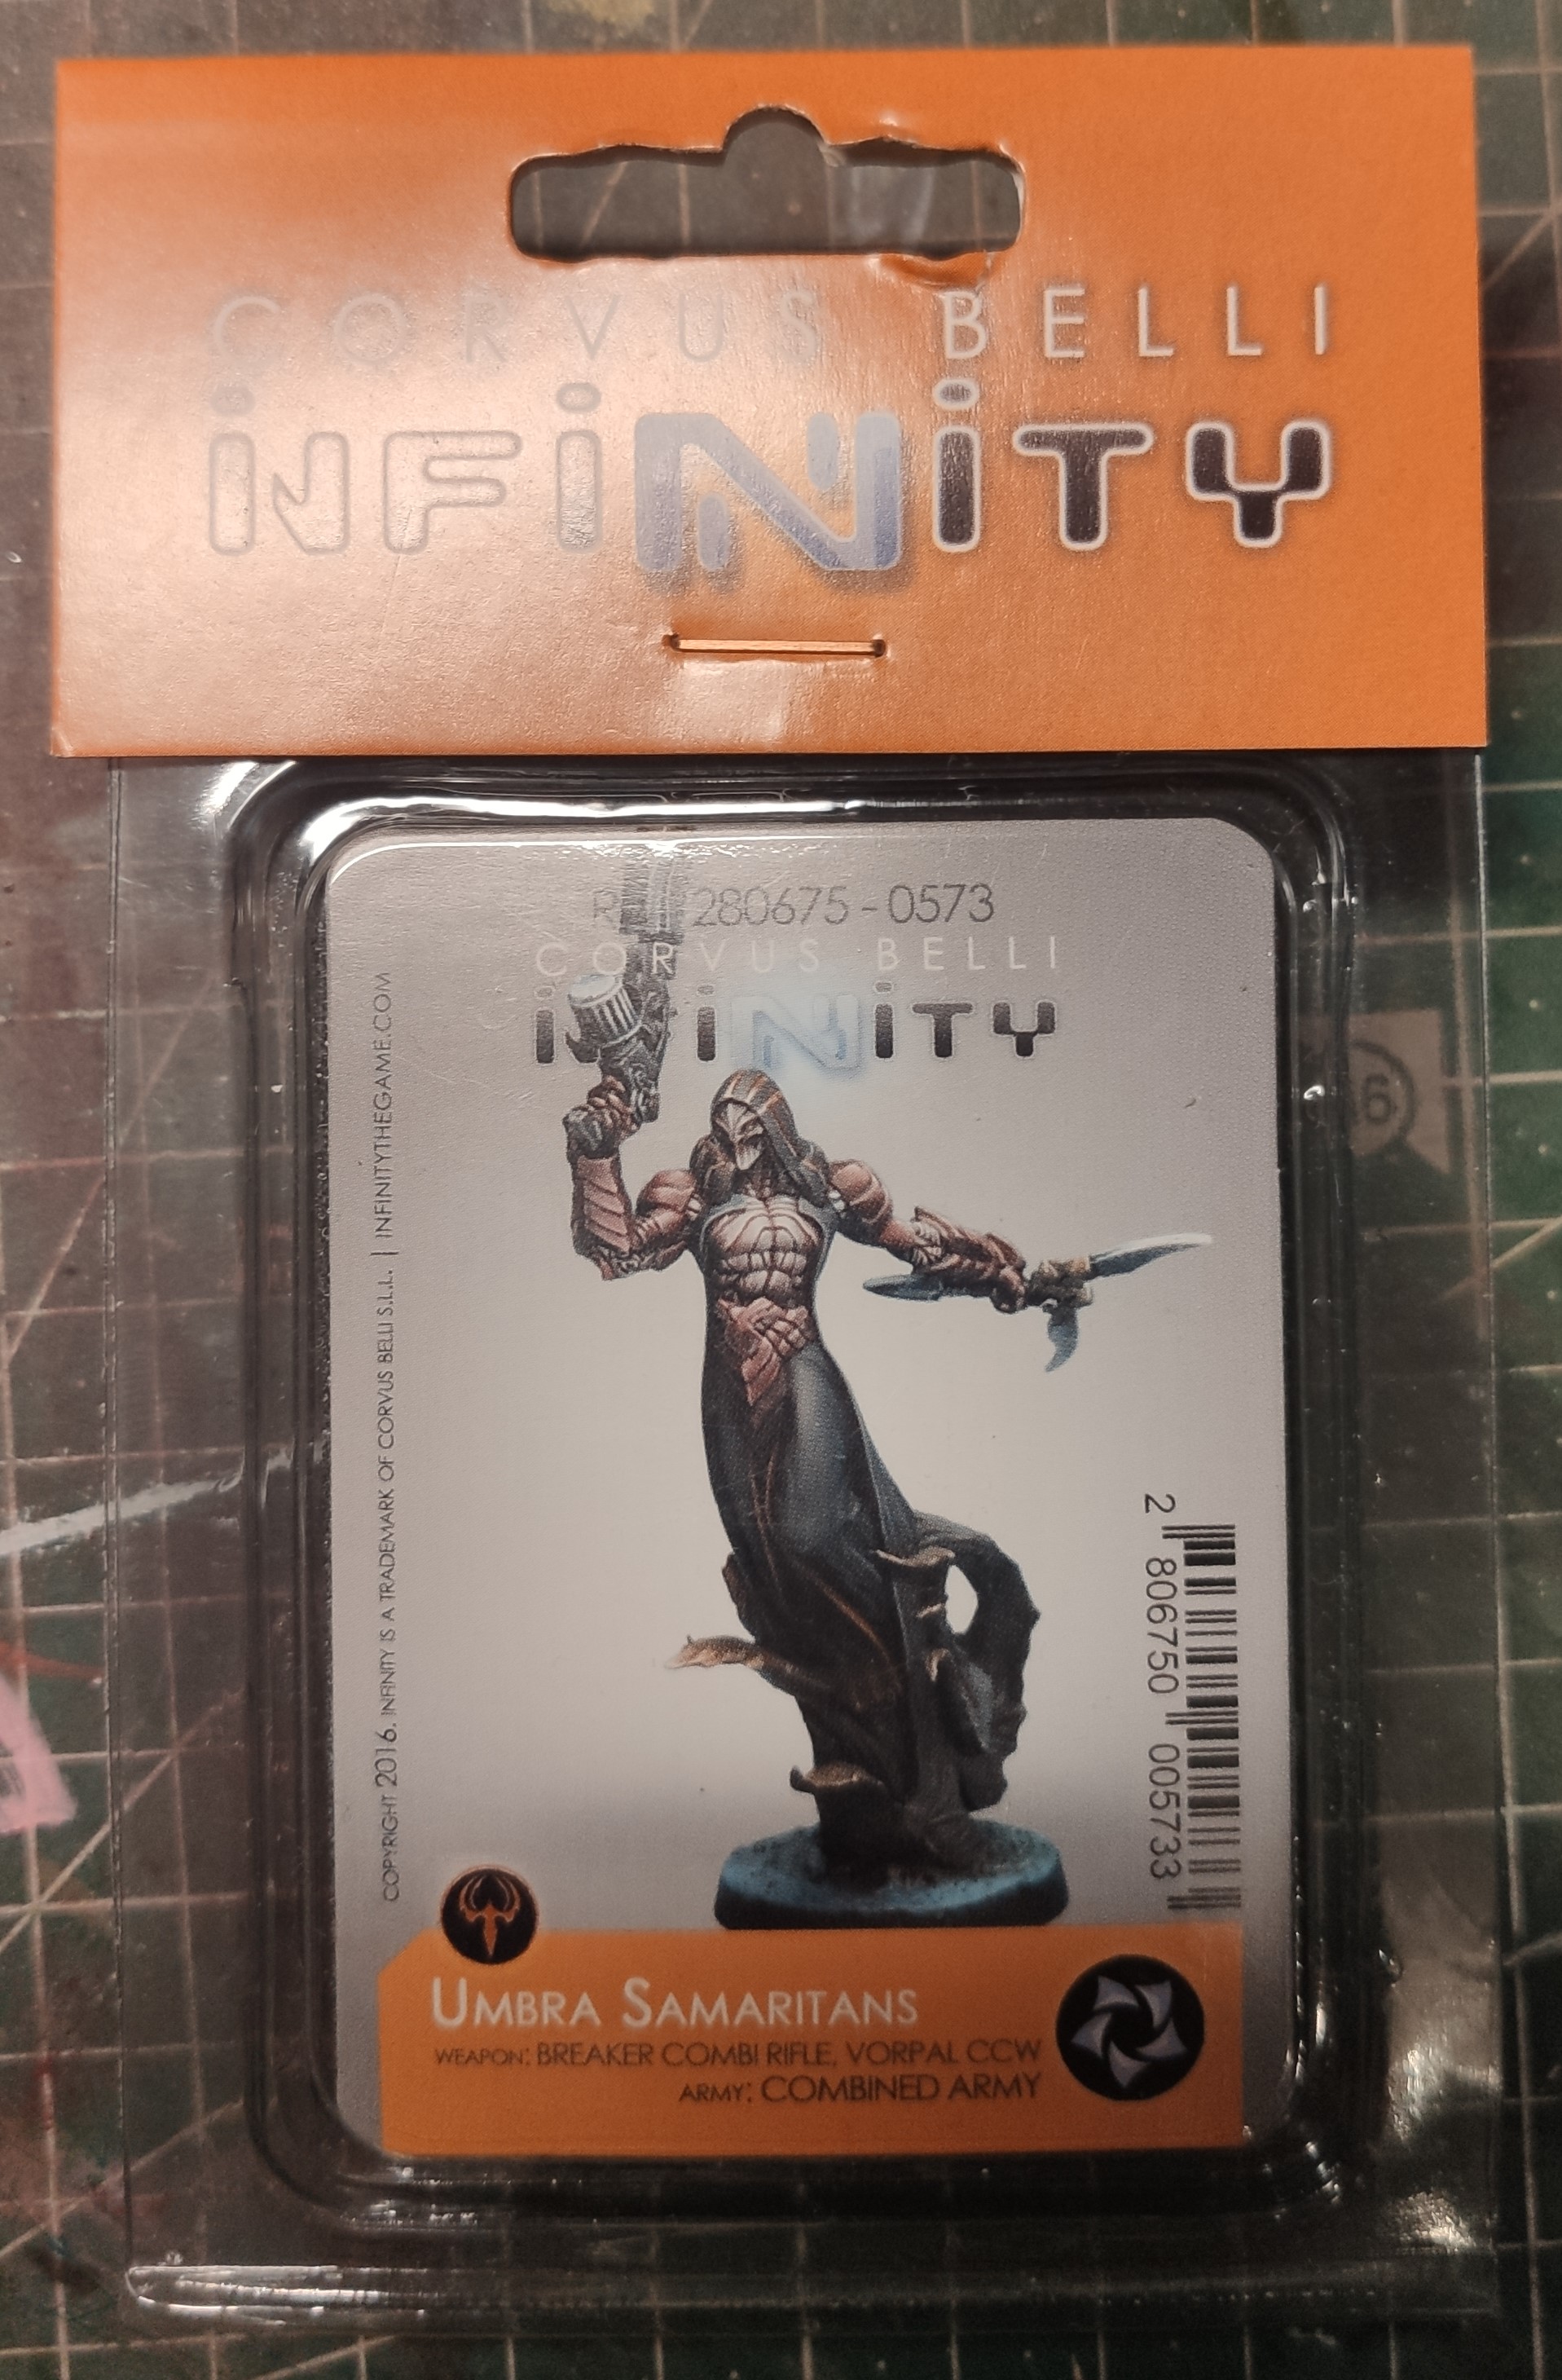 CORVUS BELLI
iNFiNiTY
280675-0573
CORVUS BELLI
iNFiNiTY
COPYRIGHT 2016. INFINITY IS A TRADEMARK OF CORVUS BELLI S.L.L. | INFINITYTHEGAME.COM
2 806750 005733
6
UMBRA SAMARITANS
WEAPON: BREAKER COMBI RIFLE, VORPAL CCW
ARMY: COMBINED ARMY